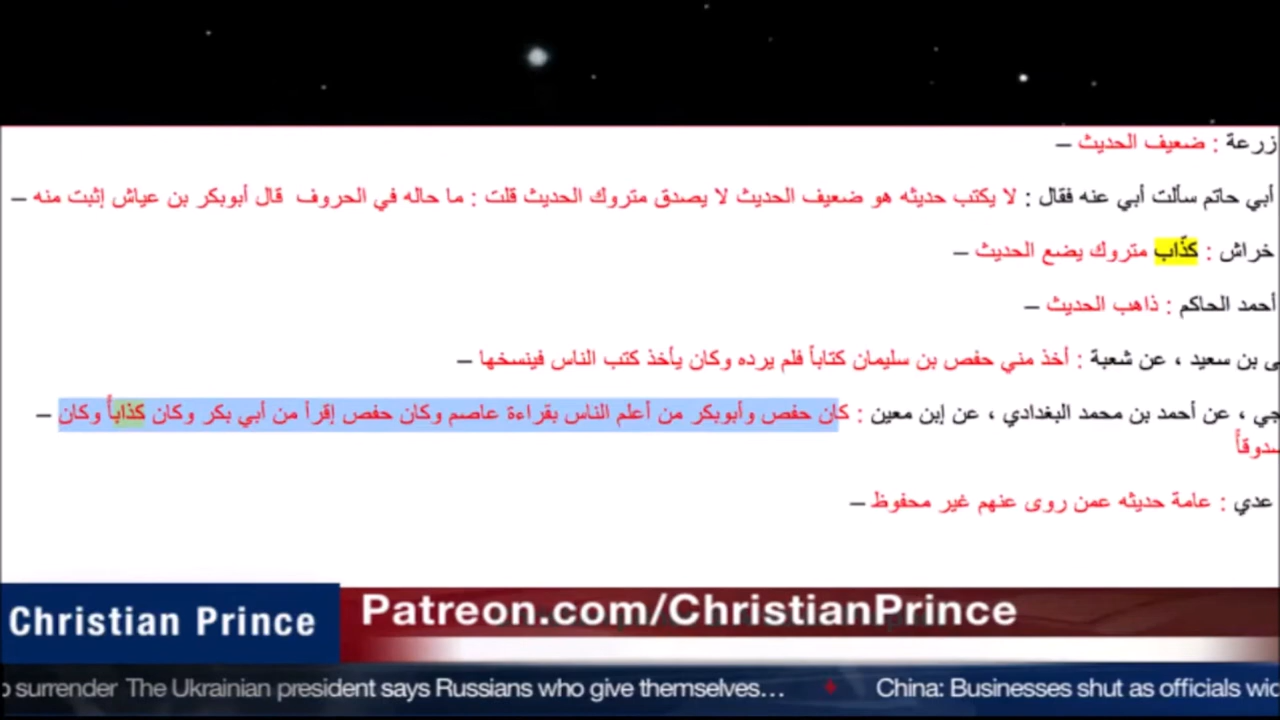 زرعة : ضعيف الحديث –
أبي حاتم سألت أبي عنه فقال : لا يكتب حديثه هو ضعيف الحديث لا يصدق متروك الحديث قلت : ما حاله في الحروف قال أبوبكر بن عياش إثبت منه –
خراش : كذّاب متروك يضع الحديث –
أحمد الحاكم : ذاهب الحديث –
بن سعيد ، عن شعبة : أخذ مني حفص بن سليمان كتاباً فلم يرده وكان يأخذ كتب الناس فينسخها –
، عن أحمد بن محمد البغدادي ، عن إبن معين : كان حفص وأبوبكر من أعلم الناس بقراءة عاصم وكان حفص إقرأ من أبي بكر وكان كذاباً وكان –
عدي : عامة حديثه عمن روى عنهم غير محفوظ –
Christian Prince
Patreon.com/ChristianPrince
surrender The Ukrainian president says Russians who give themselves... China: Businesses shut as officials